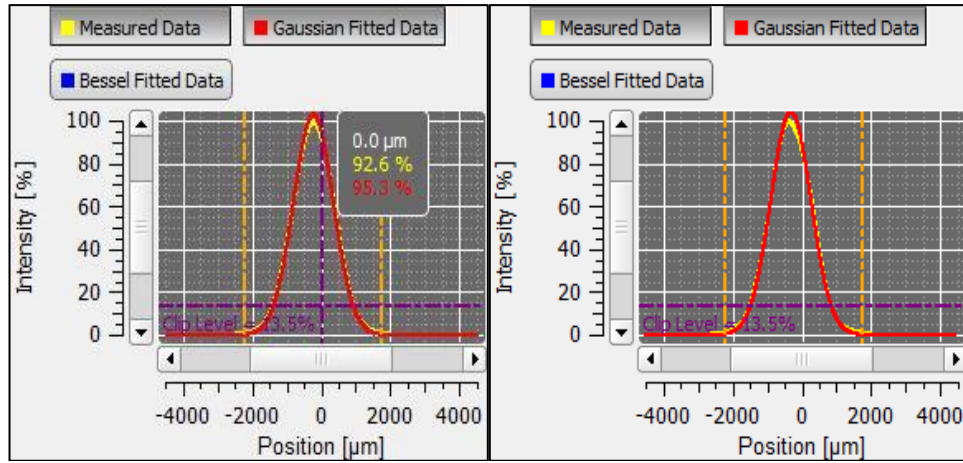 Measured Data
Gaussian Fitted Data
Bessel Fitted Data
100
80
60
40
20
0
Intensity [%]
0.0 µm
92.6 %
95.3 %
Clip Level = 13.5%
-4000 -2000 0 2000 4000
Position [µm]
Measured Data
Gaussian Fitted Data
Bessel Fitted Data
100
80
60
40
20
0
Intensity [%]
Clip Level = 13.5%
-4000 -2000 0 2000 4000
Position [µm]